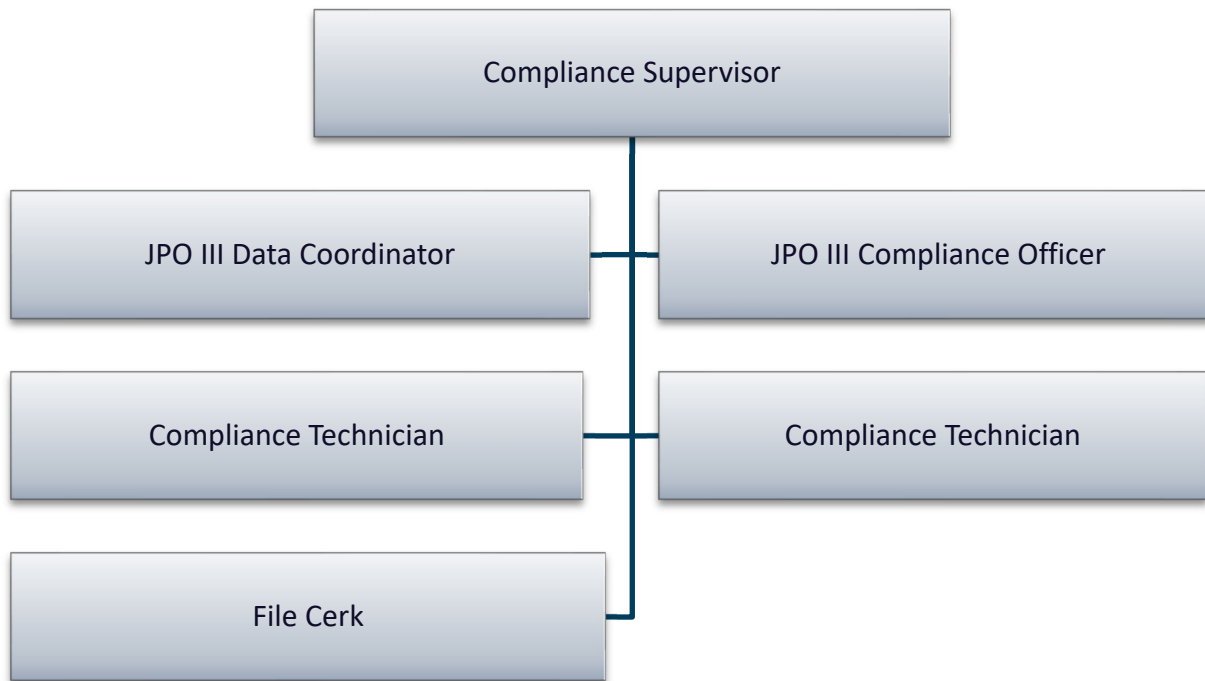 Compliance Supervisor
JPO III Data Coordinator
JPO III Compliance Officer
Compliance Technician
Compliance Technician
File Cerk